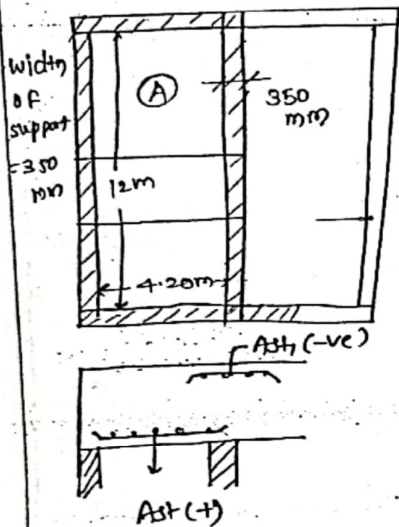 width
of
support
=350
mm
A
350
mm
12m
4.20m
Ast, (-ve)
Ast (+)